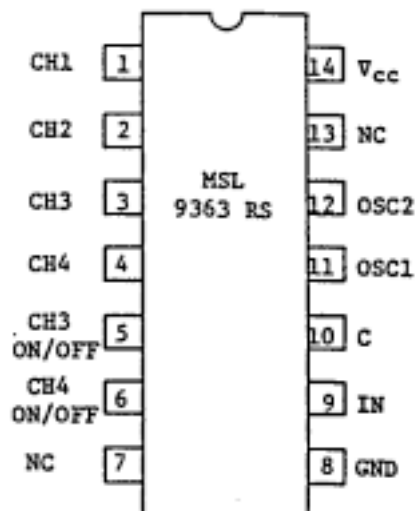 CH1 1 14 Vcc
CH2 2 13 NC
MSL
9363 RS
CH3 3 12 OSC2
CH4 4 11 OSC1
CH3
ON/OFF 5 10 C
CH4
ON/OFF 6 9 IN
NC 7 8 GND